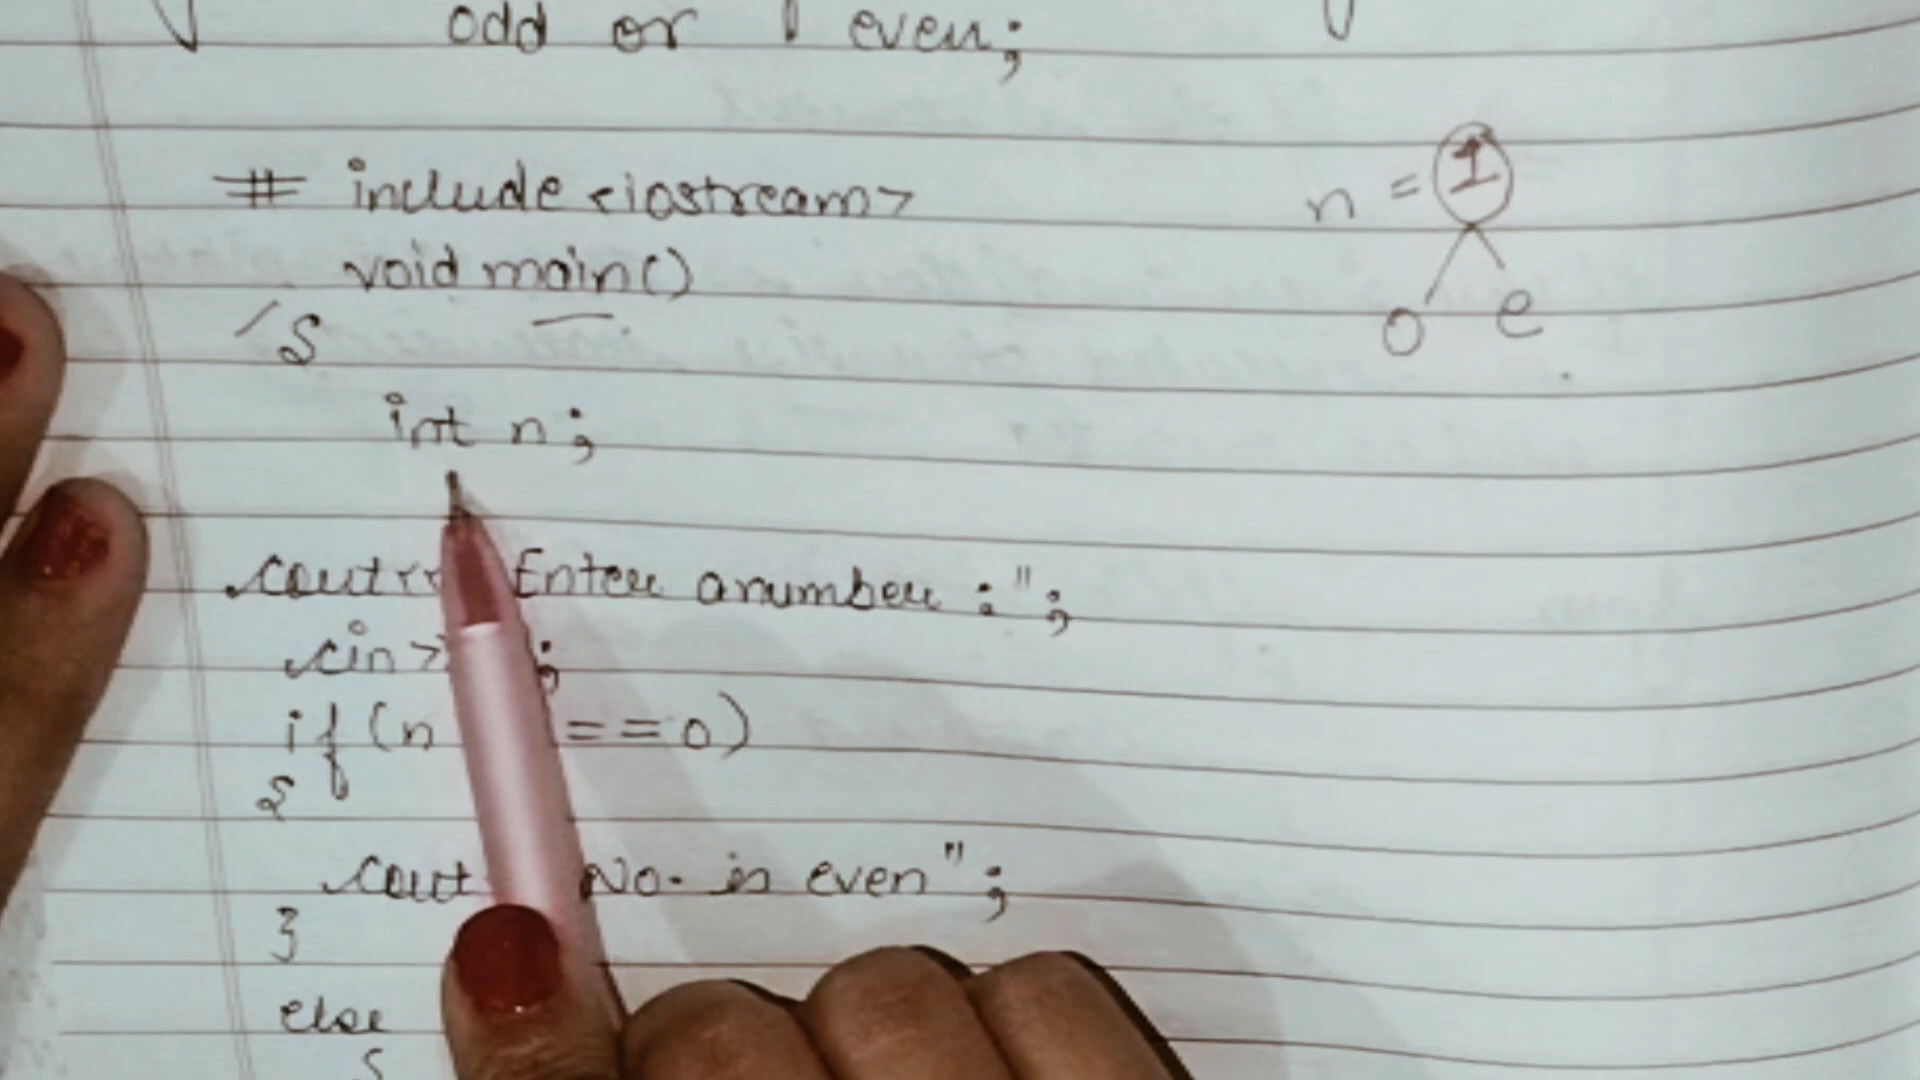 odd or even;
# include <iostream>
void main()
{
int n;
cout<< Enter a number : ";
cin> ;
if (n ==0)
{
cout No. is even";
}
else
{
n = 1
O e